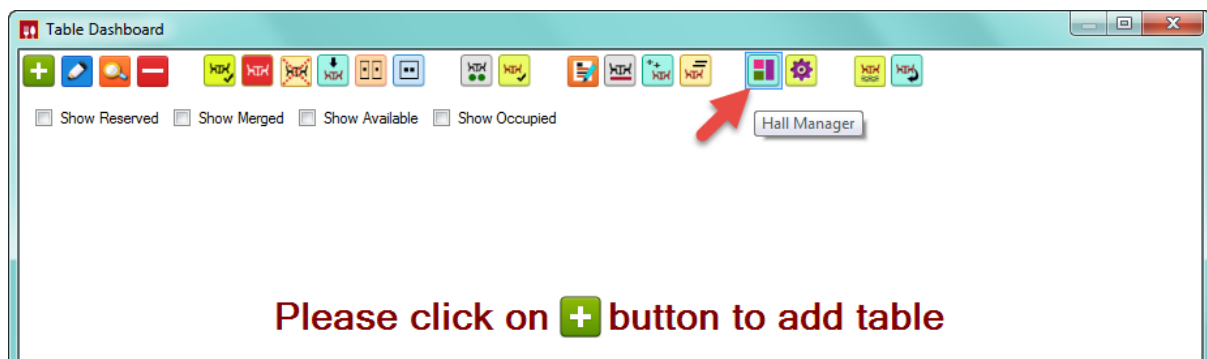 Table Dashboard
Show Reserved Show Merged Show Available Show Occupied
Hall Manager
Please click on button to add table